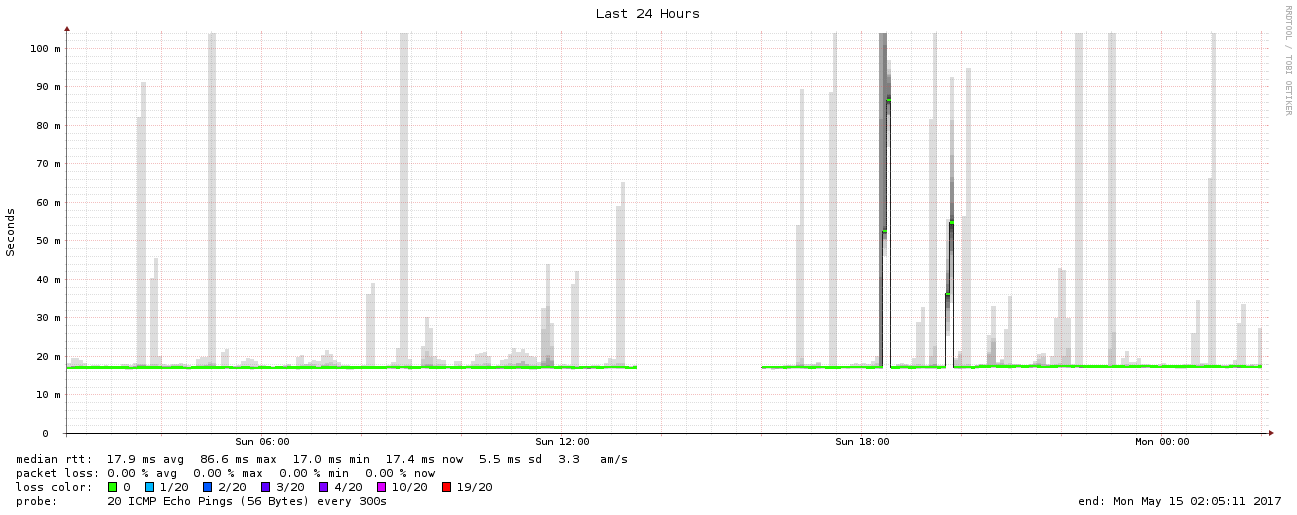 Last 24 Hours
RRDTOOL / TOBI OETIKER
Seconds
100 m
90 m
80 m
70 m
60 m
50 m
40 m
30 m
20 m
10 m
0
Sun 06:00 Sun 12:00 Sun 18:00 Mon 00:00
median rtt: 17.9 ms avg 86.6 ms max 17.0 ms min 17.4 ms now 5.5 ms sd 3.3 am/s
packet loss: 0.00 % avg 0.00 % max 0.00 % min 0.00 % now
loss color: 0 1/20 2/20 3/20 4/20 10/20 19/20
probe: 20 ICMP Echo Pings (56 Bytes) every 300s end: Mon May 15 02:05:11 2017